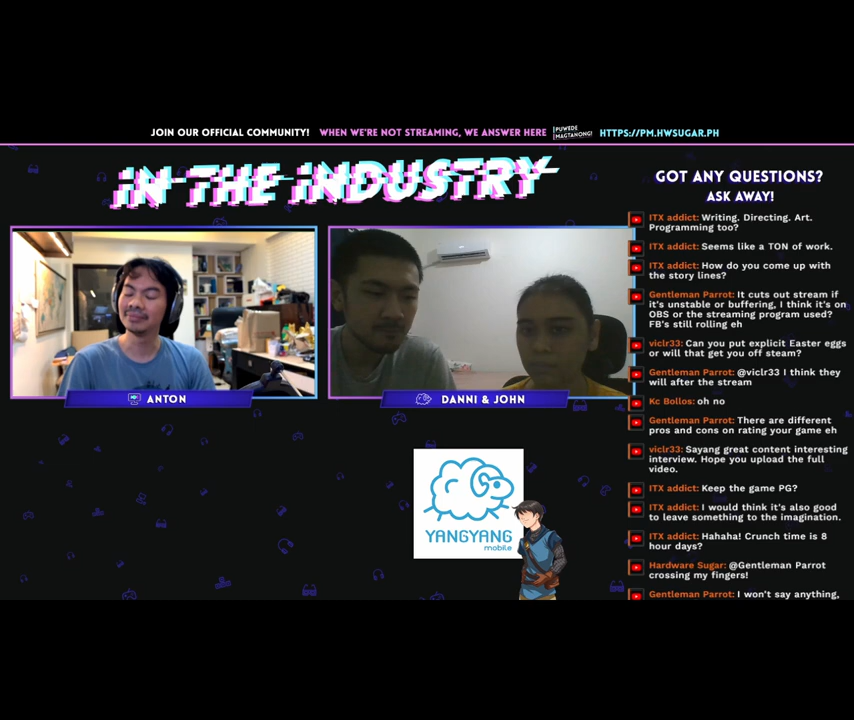 JOIN OUR OFFICIAL COMMUNITY! WHEN WE'RE NOT STREAMING, WE ANSWER HERE PUWEDE MAGTANONG! HTTPS://PM.HWSUGAR.PH
IN THE INDUSTRY
ANTON
DANNI & JOHN
YANGYANG
mobile
GOT ANY QUESTIONS?
ASK AWAY!
ITX addict: Writing. Directing. Art.
Programming too?
ITX addict: Seems like a TON of work.
ITX addict: How do you come up with
the story lines?
Gentleman Parrot: It cuts out stream if
it's unstable or buffering, I think it's on
OBS or the streaming program used?
FB's still rolling eh
viclr33: Can you put explicit Easter eggs
or will that get you off steam?
Gentleman Parrot: @viclr33 I think they
will after the stream
Kc Bollos: oh no
Gentleman Parrot: There are different
pros and cons on rating your game eh
viclr33: Sayang great content interesting
interview. Hope you upload the full
video.
ITX addict: Keep the game PG?
ITX addict: I would think it's also good
to leave something to the imagination.
ITX addict: Hahaha! Crunch time is 8
hour days?
Hardware Sugar: @Gentleman Parrot
crossing my fingers!
Gentleman Parrot: I won't say anything,